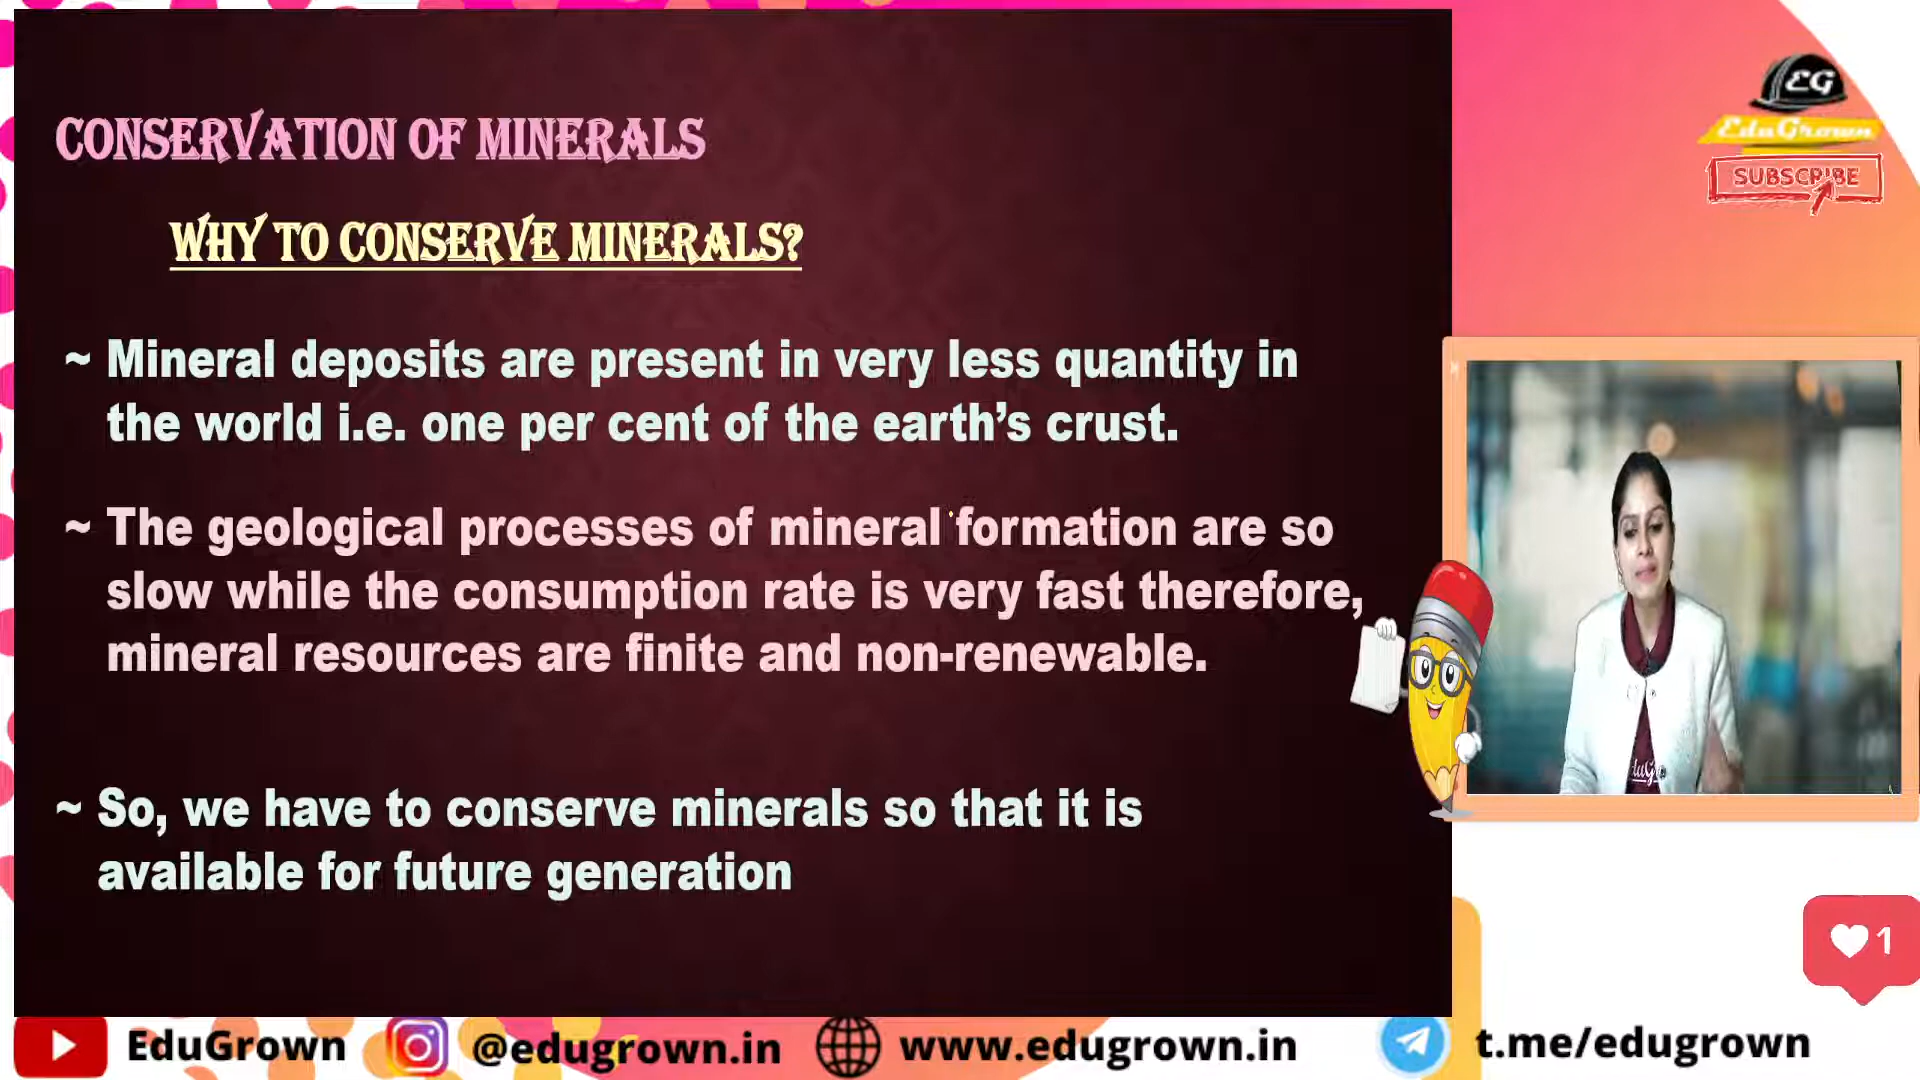 CONSERVATION OF MINERALS
WHY TO CONSERVE MINERALS?
~ Mineral deposits are present in very less quantity in
the world i.e. one per cent of the earth's crust.
~ The geological processes of mineral formation are so
slow while the consumption rate is very fast therefore,
mineral resources are finite and non-renewable.
~ So, we have to conserve minerals so that it is
available for future generation
EG
EduGrown
SUBSCRIBE
1
EduGrown
@edugrown.in
www.edugrown.in
t.me/edugrown